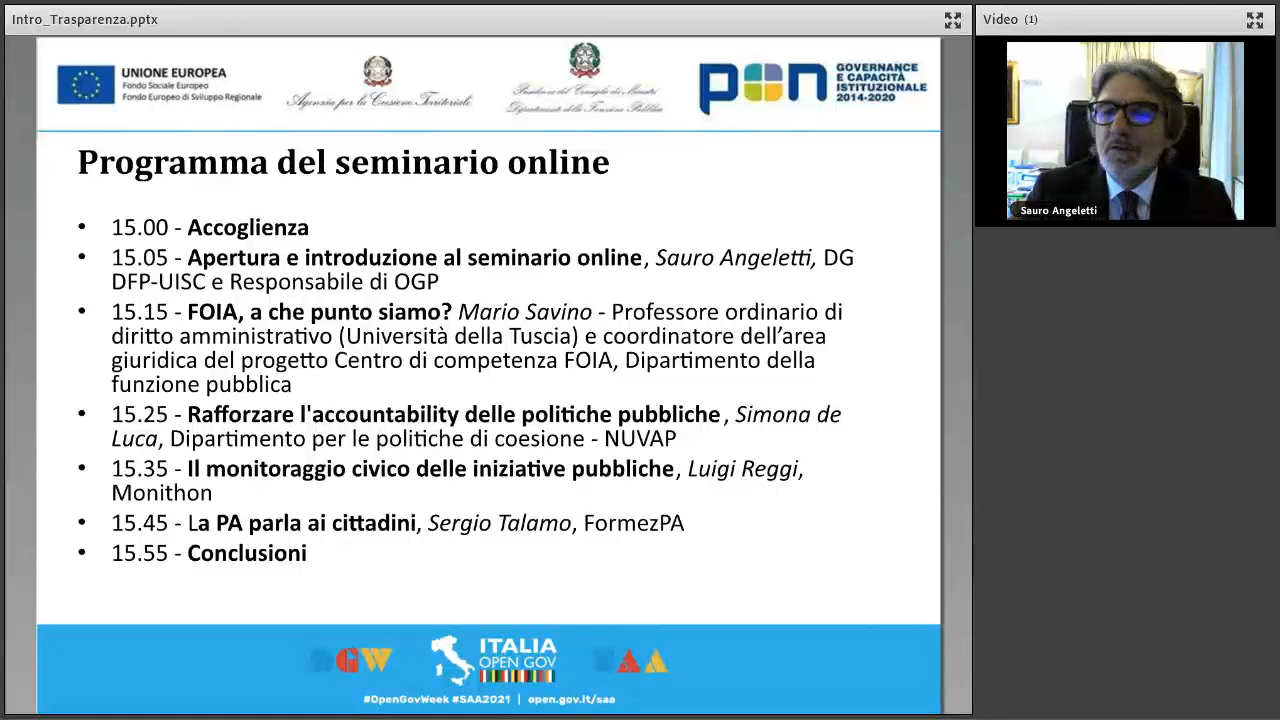 Intro_Trasparenza.pptx
Video (1)
UNIONE EUROPEA
Fondo Sociale Europeo
Fondo Europeo di Sviluppo Regionale
Agenzia per la Coesione Territoriale
Presidenza del Consiglio dei Ministri
Dipartimento della Funzione Pubblica
pon
GOVERNANCE
E CAPACITÀ
ISTITUZIONALE
2014-2020
Sauro Angeletti
Programma del seminario online
• 15.00 - Accoglienza
• 15.05 - Apertura e introduzione al seminario online, Sauro Angeletti, DG
DFP-UISC e Responsabile di OGP
• 15.15 - FOIA, a che punto siamo? Mario Savino - Professore ordinario di
diritto amministrativo (Università della Tuscia) e coordinatore dell’area
giuridica del progetto Centro di competenza FOIA, Dipartimento della
funzione pubblica
• 15.25 - Rafforzare l'accountability delle politiche pubbliche, Simona de
Luca, Dipartimento per le politiche di coesione - NUVAP
• 15.35 - Il monitoraggio civico delle iniziative pubbliche, Luigi Reggi,
Monithon
• 15.45 - La PA parla ai cittadini, Sergio Talamo, FormezPA
• 15.55 - Conclusioni
OGW
ITALIA
OPEN GOV
SAA
#OpenGovWeek #SAA2021 | open.gov.it/saa